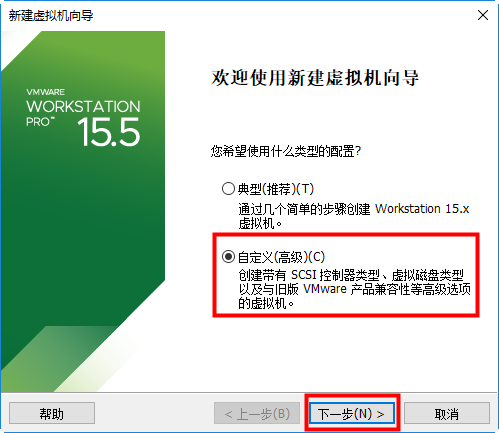 新建虚拟机向导
VMWARE
WORKSTATION
PRO™
15.5
欢迎使用新建虚拟机向导
您希望使用什么类型的配置?
典型(推荐)(T)
通过几个简单的步骤创建 Workstation 15.x
虚拟机。
自定义(高级)(C)
创建带有 SCSI 控制器类型、虚拟磁盘类型
以及与旧版 VMware 产品兼容性等高级选项
的虚拟机。
帮助
< 上一步(B)
下一步(N) >
取消